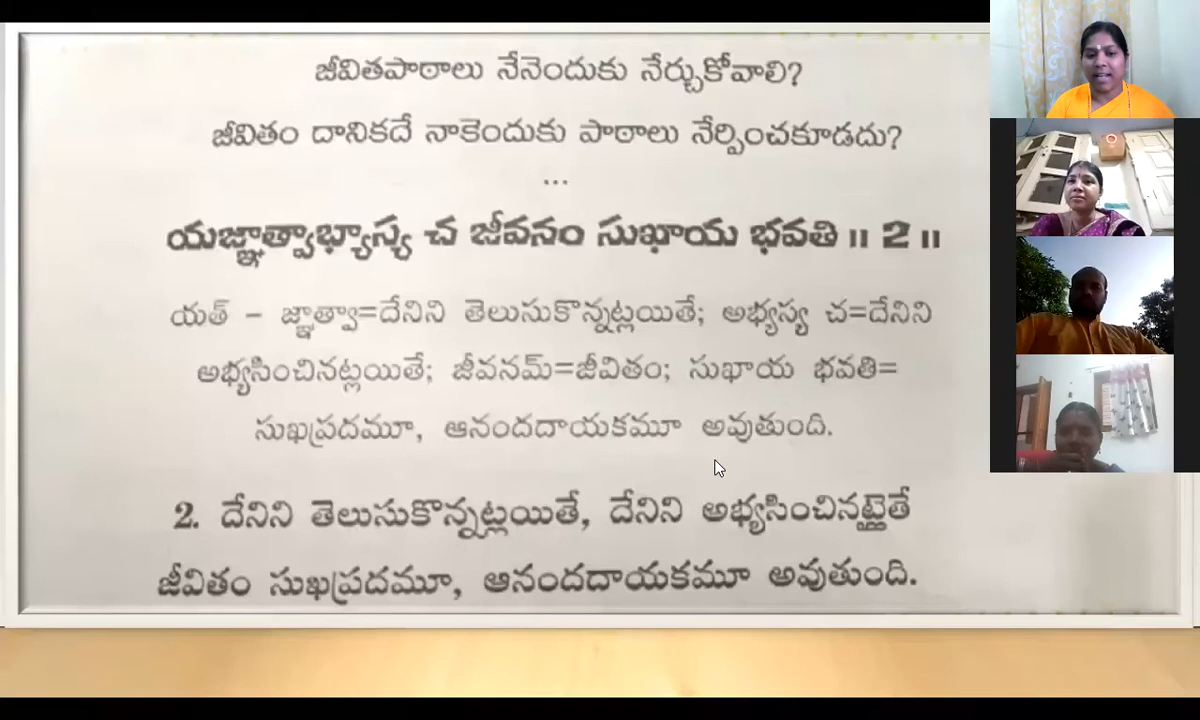 జీవితపాఠాలు నేనెందుకు నేర్చుకోవాలి?
జీవితం దానికదే నాకెందుకు పాఠాలు నేర్పించకూడదు?
...
యజ్ఞాత్వాభ్యాస్య చ జీవనం సుఖాయ భవతి ॥ 2 ॥
యత్ - జ్ఞాత్వా=దేనిని తెలుసుకొన్నట్లయితే; అభ్యస్య చ=దేనిని
అభ్యసించినట్లయితే; జీవనమ్=జీవితం; సుఖాయ భవతి=
సుఖప్రదమూ, ఆనందదాయకమూ అవుతుంది.
2. దేనిని తెలుసుకొన్నట్లయితే, దేనిని అభ్యసించినట్లైతే
జీవితం సుఖప్రదమూ, ఆనందదాయకమూ అవుతుంది.